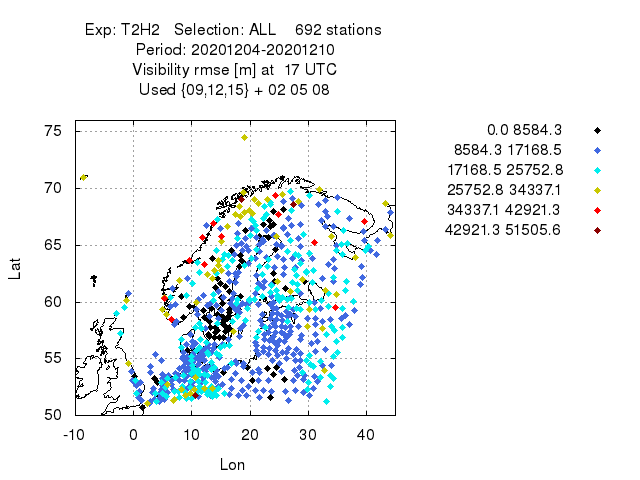 Exp: T2H2 Selection: ALL 692 stations
Period: 20201204-20201210
Visibility rmse [m] at 17 UTC
Used {09,12,15} + 02 05 08
0.0 8584.3
8584.3 17168.5
17168.5 25752.8
25752.8 34337.1
34337.1 42921.3
42921.3 51505.6
75
70
65
60
55
50
Lat
-10 0 10 20 30 40
Lon